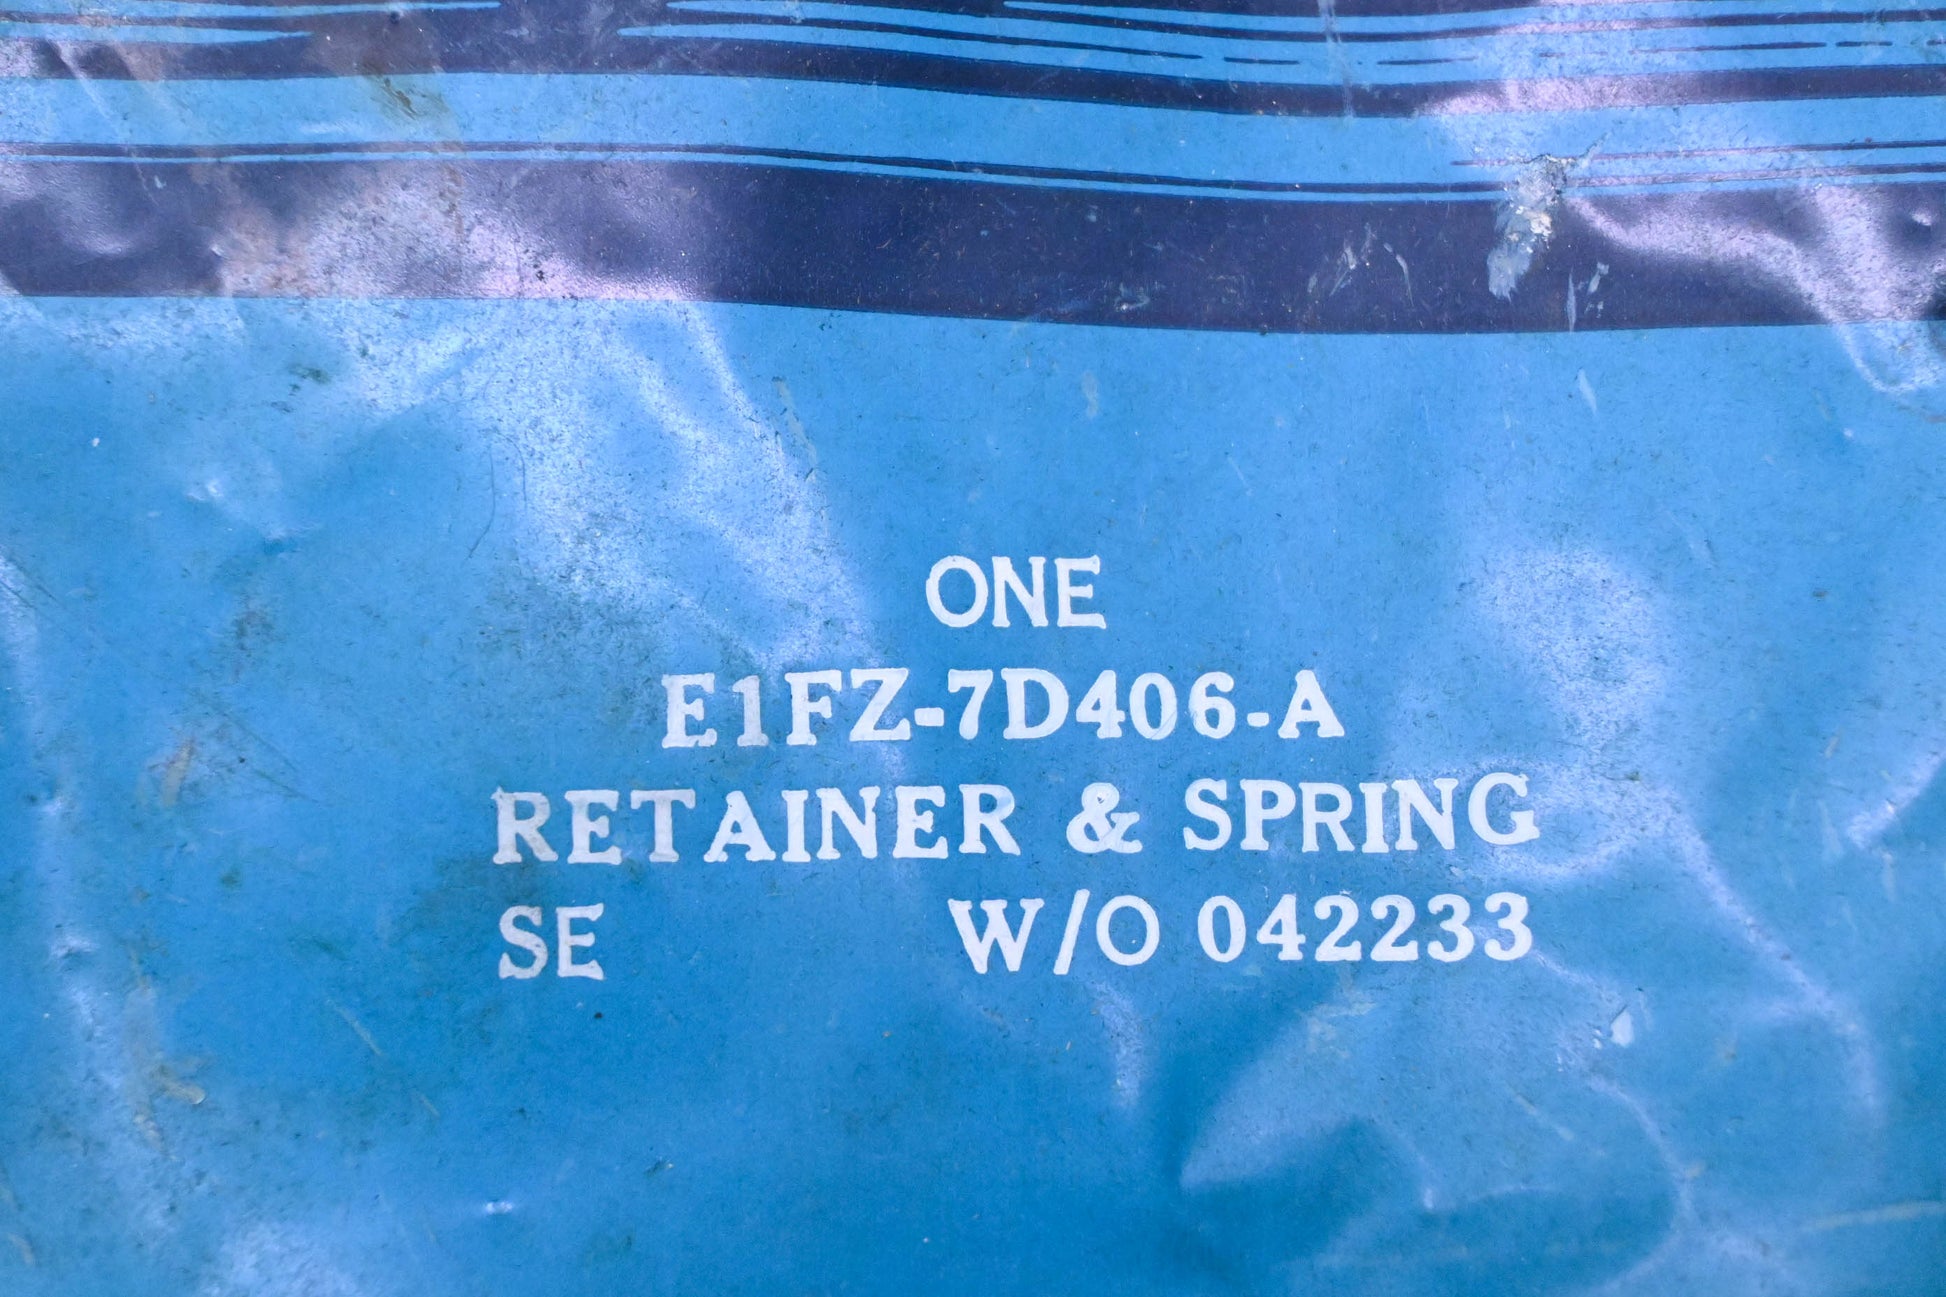 ONE
E1FZ-7D406-A
RETAINER & SPRING
SE W/O 042233